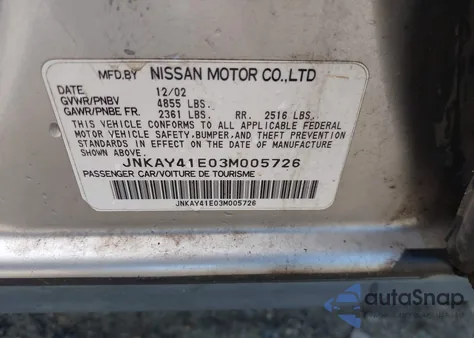 MFD.BY NISSAN MOTOR CO.,LTD
DATE. 12/02
GVWR/PNBV 4855 LBS.
GAWR/PNBE FR. 2361 LBS. RR. 2516 LBS.
THIS VEHICLE CONFORMS TO ALL APPLICABLE FEDERAL
MOTOR VEHICLE SAFETY,BUMPER,AND THEFT PREVENTION
STANDARDS IN EFFECT ON THE DATE OF MANUFACTURE
SHOWN ABOVE.
JNKAY41E03M005726
PASSENGER CAR/VOITURE DE TOURISME
JNKAY41E03M005726
autoSnap